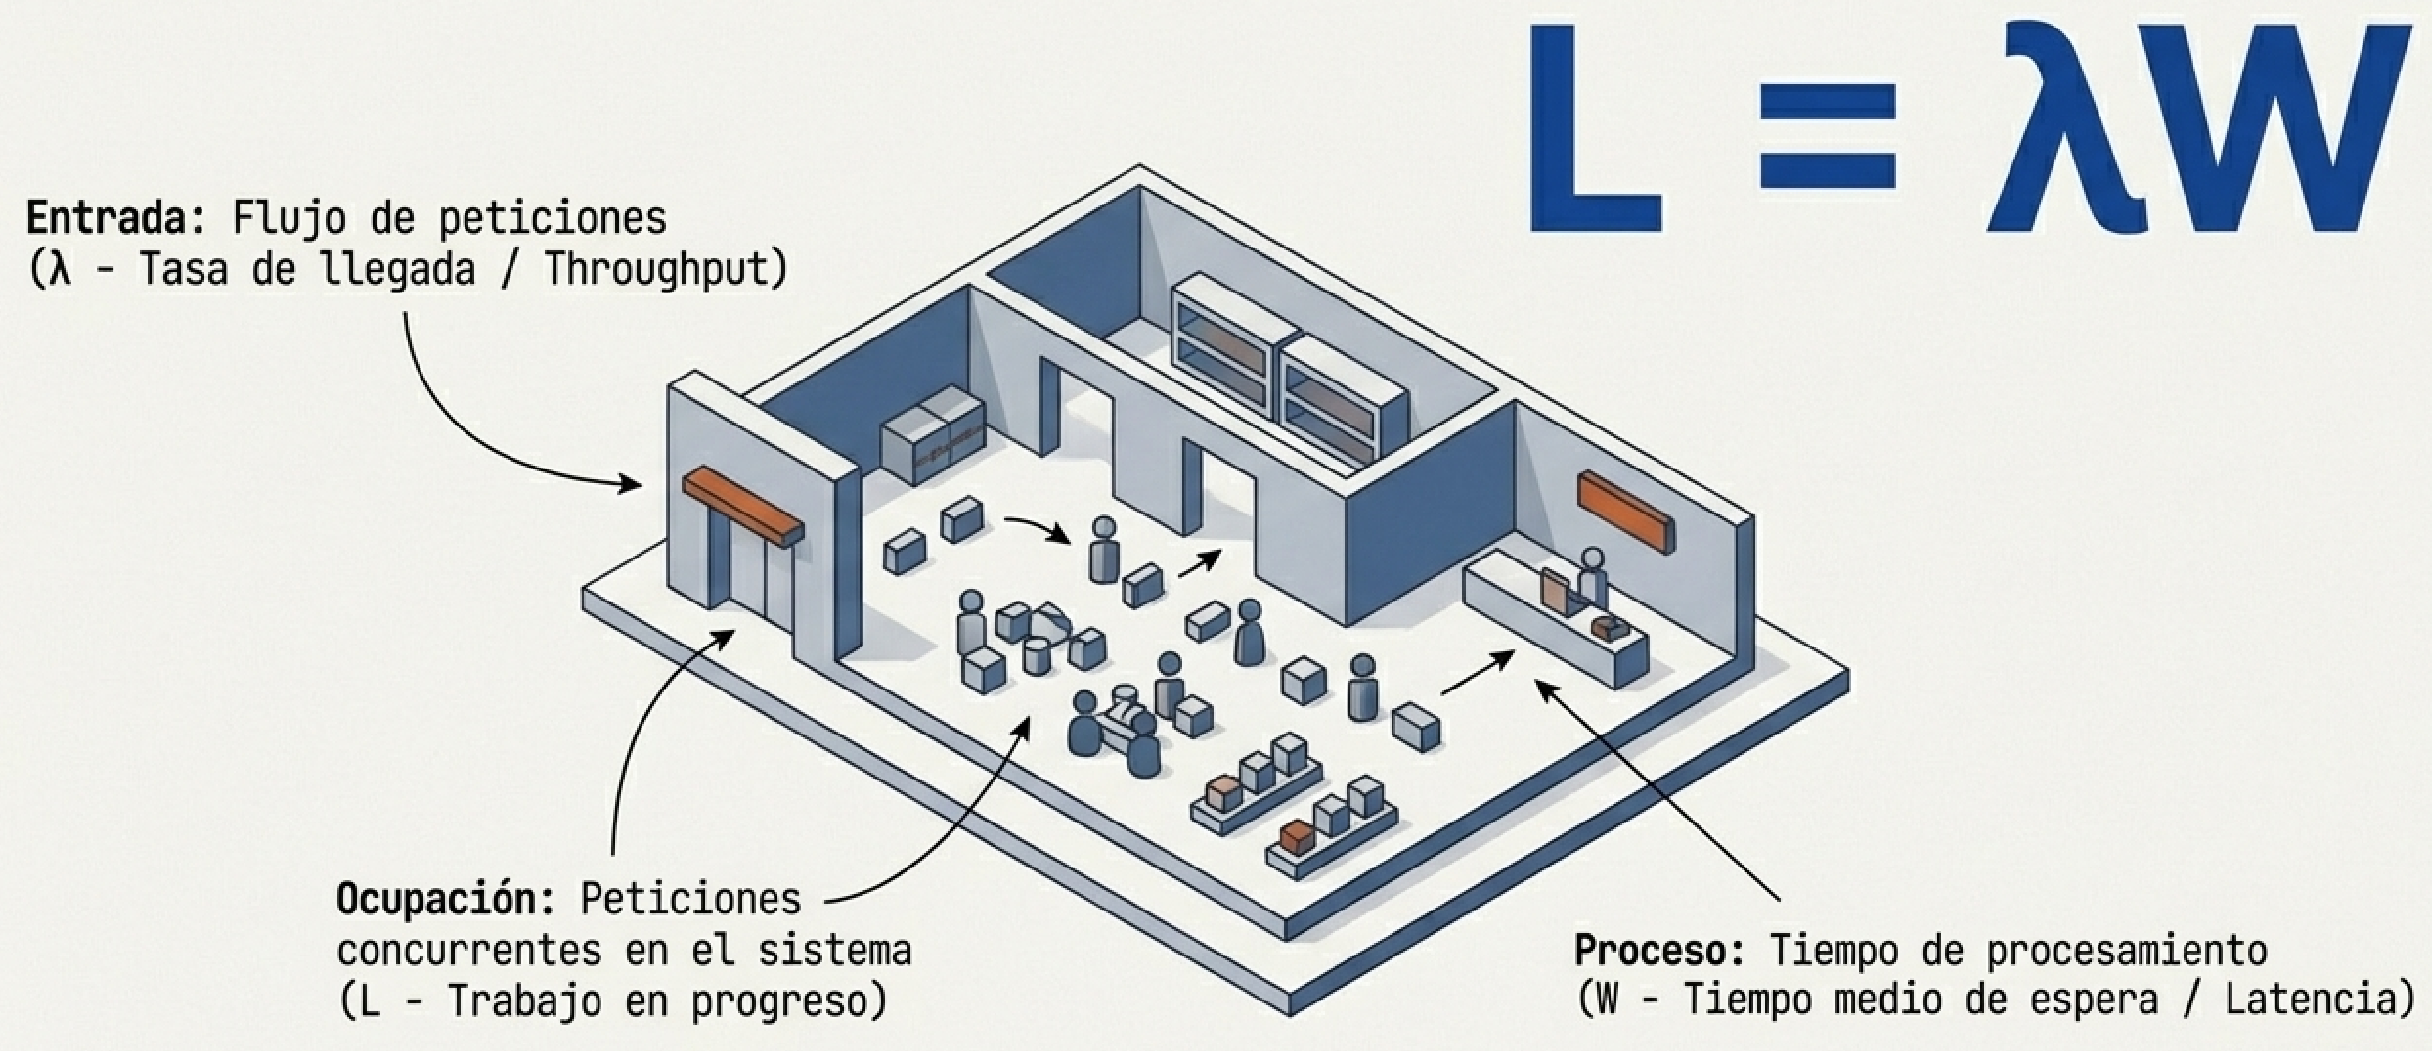 L = λW
Entrada: Flujo de peticiones
(λ - Tasa de llegada / Throughput)
Ocupación: Peticiones
concurrentes en el sistema
(L - Trabajo en progreso)
Proceso: Tiempo de procesamiento
(W - Tiempo medio de espera / Latencia)